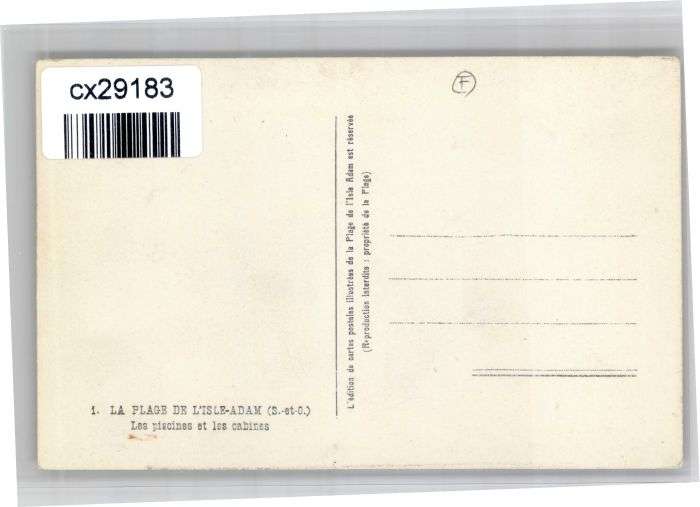 cx29183
F
L'édition de cartes postales illustrées de la Plage de l'Isle Adam est réservée
(Reproduction interdite : propriété de la Plage)
1. LA PLAGE DE L'ISLE-ADAM (S.-et-O.)
Les piscines et les cabines